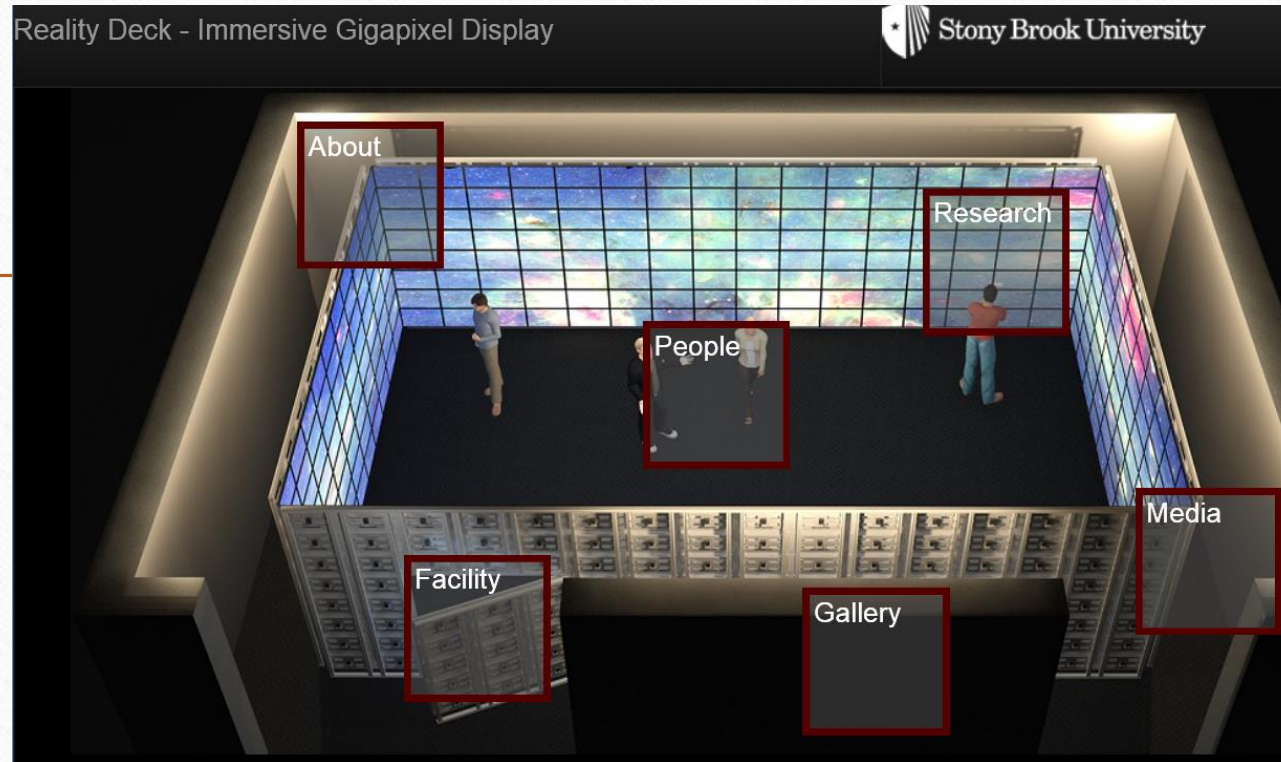 Reality Deck - Immersive Gigapixel Display
Stony Brook University
About
Research
People
Media
Facility
Gallery